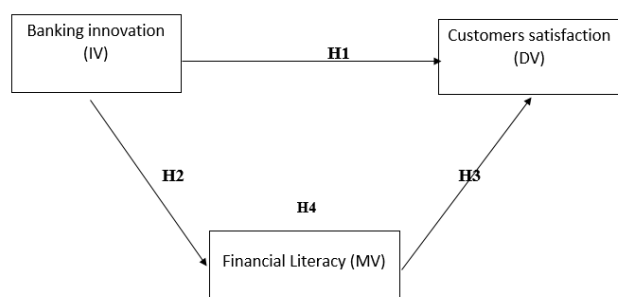 Banking innovation
(IV)
Customers satisfaction
(DV)
H1
H2
H3
H4
Financial Literacy (MV)